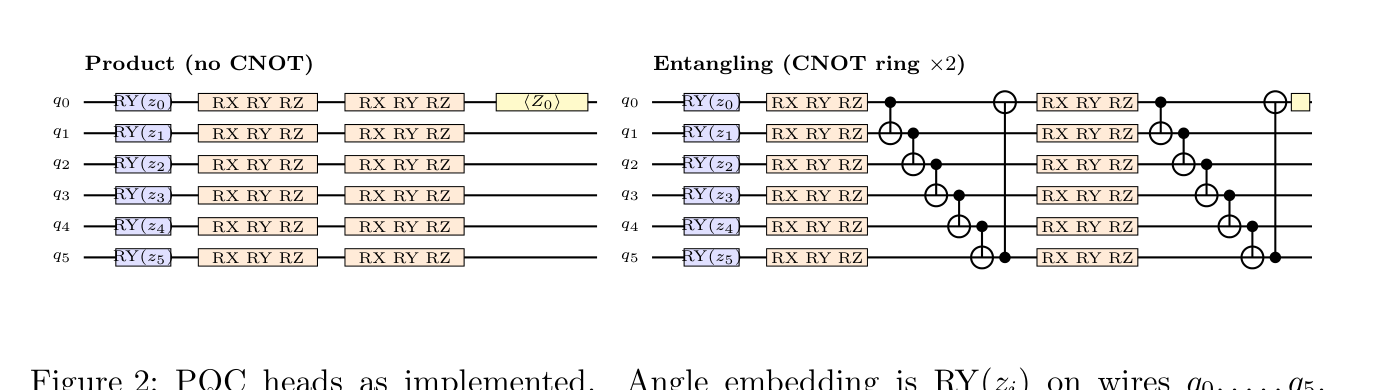 Product (no CNOT) Entangling (CNOT ring ×2)
q0 RY(z0) RX RY RZ RX RY RZ ⟨Z0⟩ q0 RY(z0) RX RY RZ RX RY RZ
q1 RY(z1) RX RY RZ RX RY RZ q1 RY(z1) RX RY RZ RX RY RZ
q2 RY(z2) RX RY RZ RX RY RZ q2 RY(z2) RX RY RZ RX RY RZ
q3 RY(z3) RX RY RZ RX RY RZ q3 RY(z3) RX RY RZ RX RY RZ
q4 RY(z4) RX RY RZ RX RY RZ q4 RY(z4) RX RY RZ RX RY RZ
q5 RY(z5) RX RY RZ RX RY RZ q5 RY(z5) RX RY RZ RX RY RZ
Figure 2: PQC heads as implemented. Angle embedding is RY(zi) on wires q0, . . . , q5.